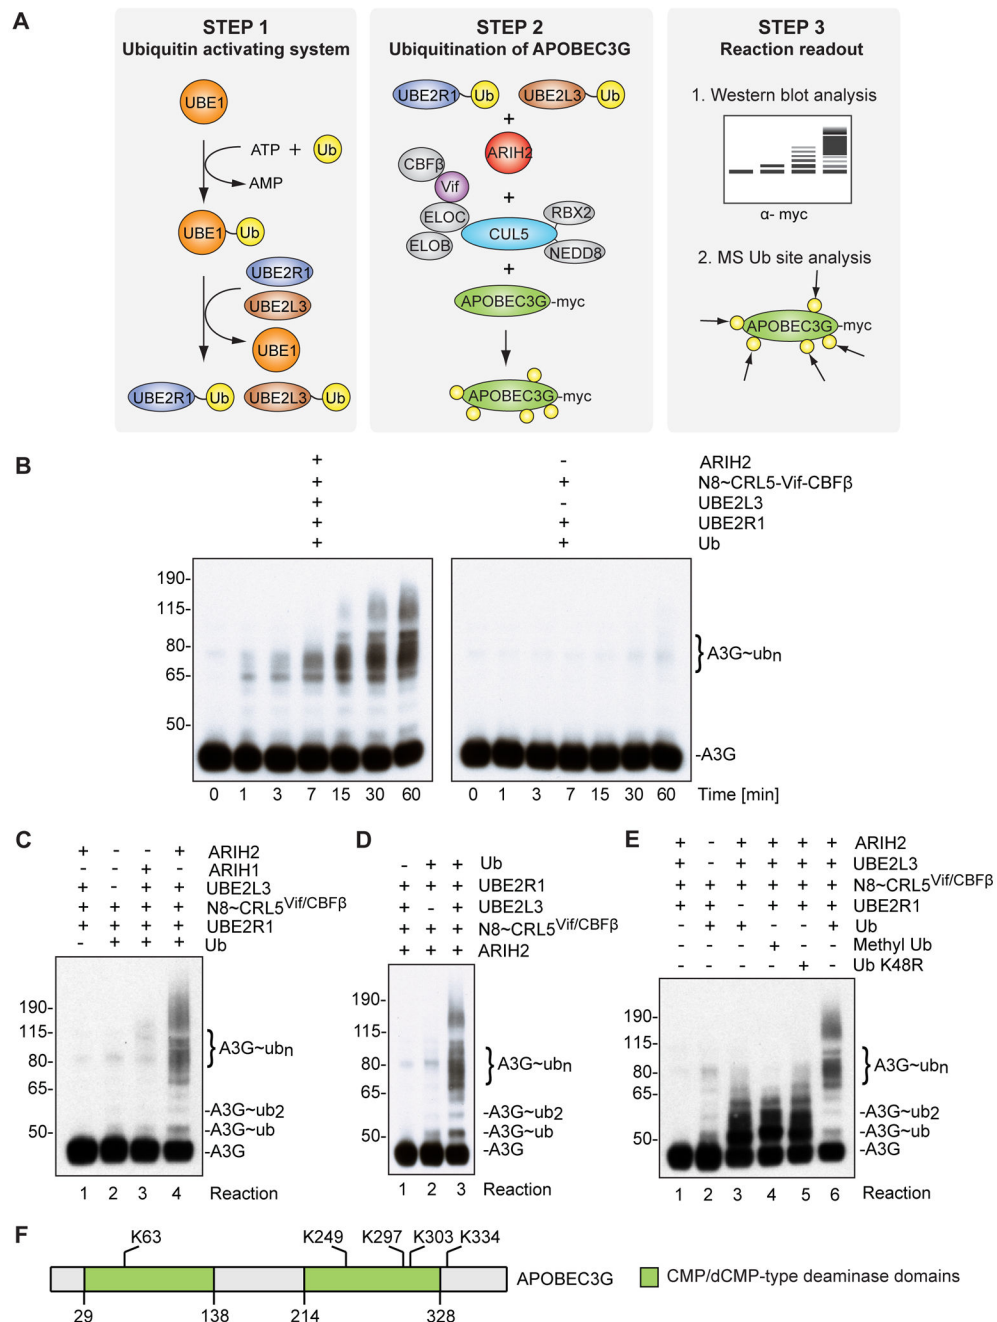 A
STEP 1
Ubiquitin activating system
UBE1
ATP + Ub
AMP
UBE1 Ub
UBE2R1
UBE2L3
UBE1
UBE2R1 Ub UBE2L3 Ub
STEP 2
Ubiquitination of APOBEC3G
UBE2R1 Ub UBE2L3 Ub
+
ARIH2
CBFβ
Vif
+
ELOC
RBX2
CUL5
ELOB
NEDD8
+
APOBEC3G-myc
APOBEC3G-myc
STEP 3
Reaction readout
1. Western blot analysis
α- myc
2. MS Ub site analysis
APOBEC3G-myc
B
+ - ARIH2
+ + N8~CRL5-Vif-CBFβ
+ - UBE2L3
+ + UBE2R1
+ + Ub
190-
115-
80-
65-
50-
A3G~ubn
-A3G
0 1 3 7 15 30 60 0 1 3 7 15 30 60 Time [min]
C
+ - - + ARIH2
- - + - ARIH1
+ - + + UBE2L3
+ + + + N8~CRL5Vif/CBFβ
+ + + + UBE2R1
- + + + Ub
190-
115-
80-
65-
50-
A3G~ubn
-A3G~ub2
-A3G~ub
-A3G
1 2 3 4 Reaction
D
- + + Ub
+ + + UBE2R1
+ - + UBE2L3
+ + + N8~CRL5Vif/CBFβ
+ + + ARIH2
190-
115-
80-
65-
50-
A3G~ubn
-A3G~ub2
-A3G~ub
-A3G
1 2 3 Reaction
E
+ - + + + + ARIH2
+ - + + + + UBE2L3
+ + + + + + N8~CRL5Vif/CBFβ
+ + - + + + UBE2R1
- + + - - + Ub
- - - + - - Methyl Ub
- - - - + - Ub K48R
190-
115-
80-
65-
50-
A3G~ubn
-A3G~ub2
-A3G~ub
-A3G
1 2 3 4 5 6 Reaction
F
K63 K249 K297 K303 K334
APOBEC3G
29 138 214 328
CMP/dCMP-type deaminase domains